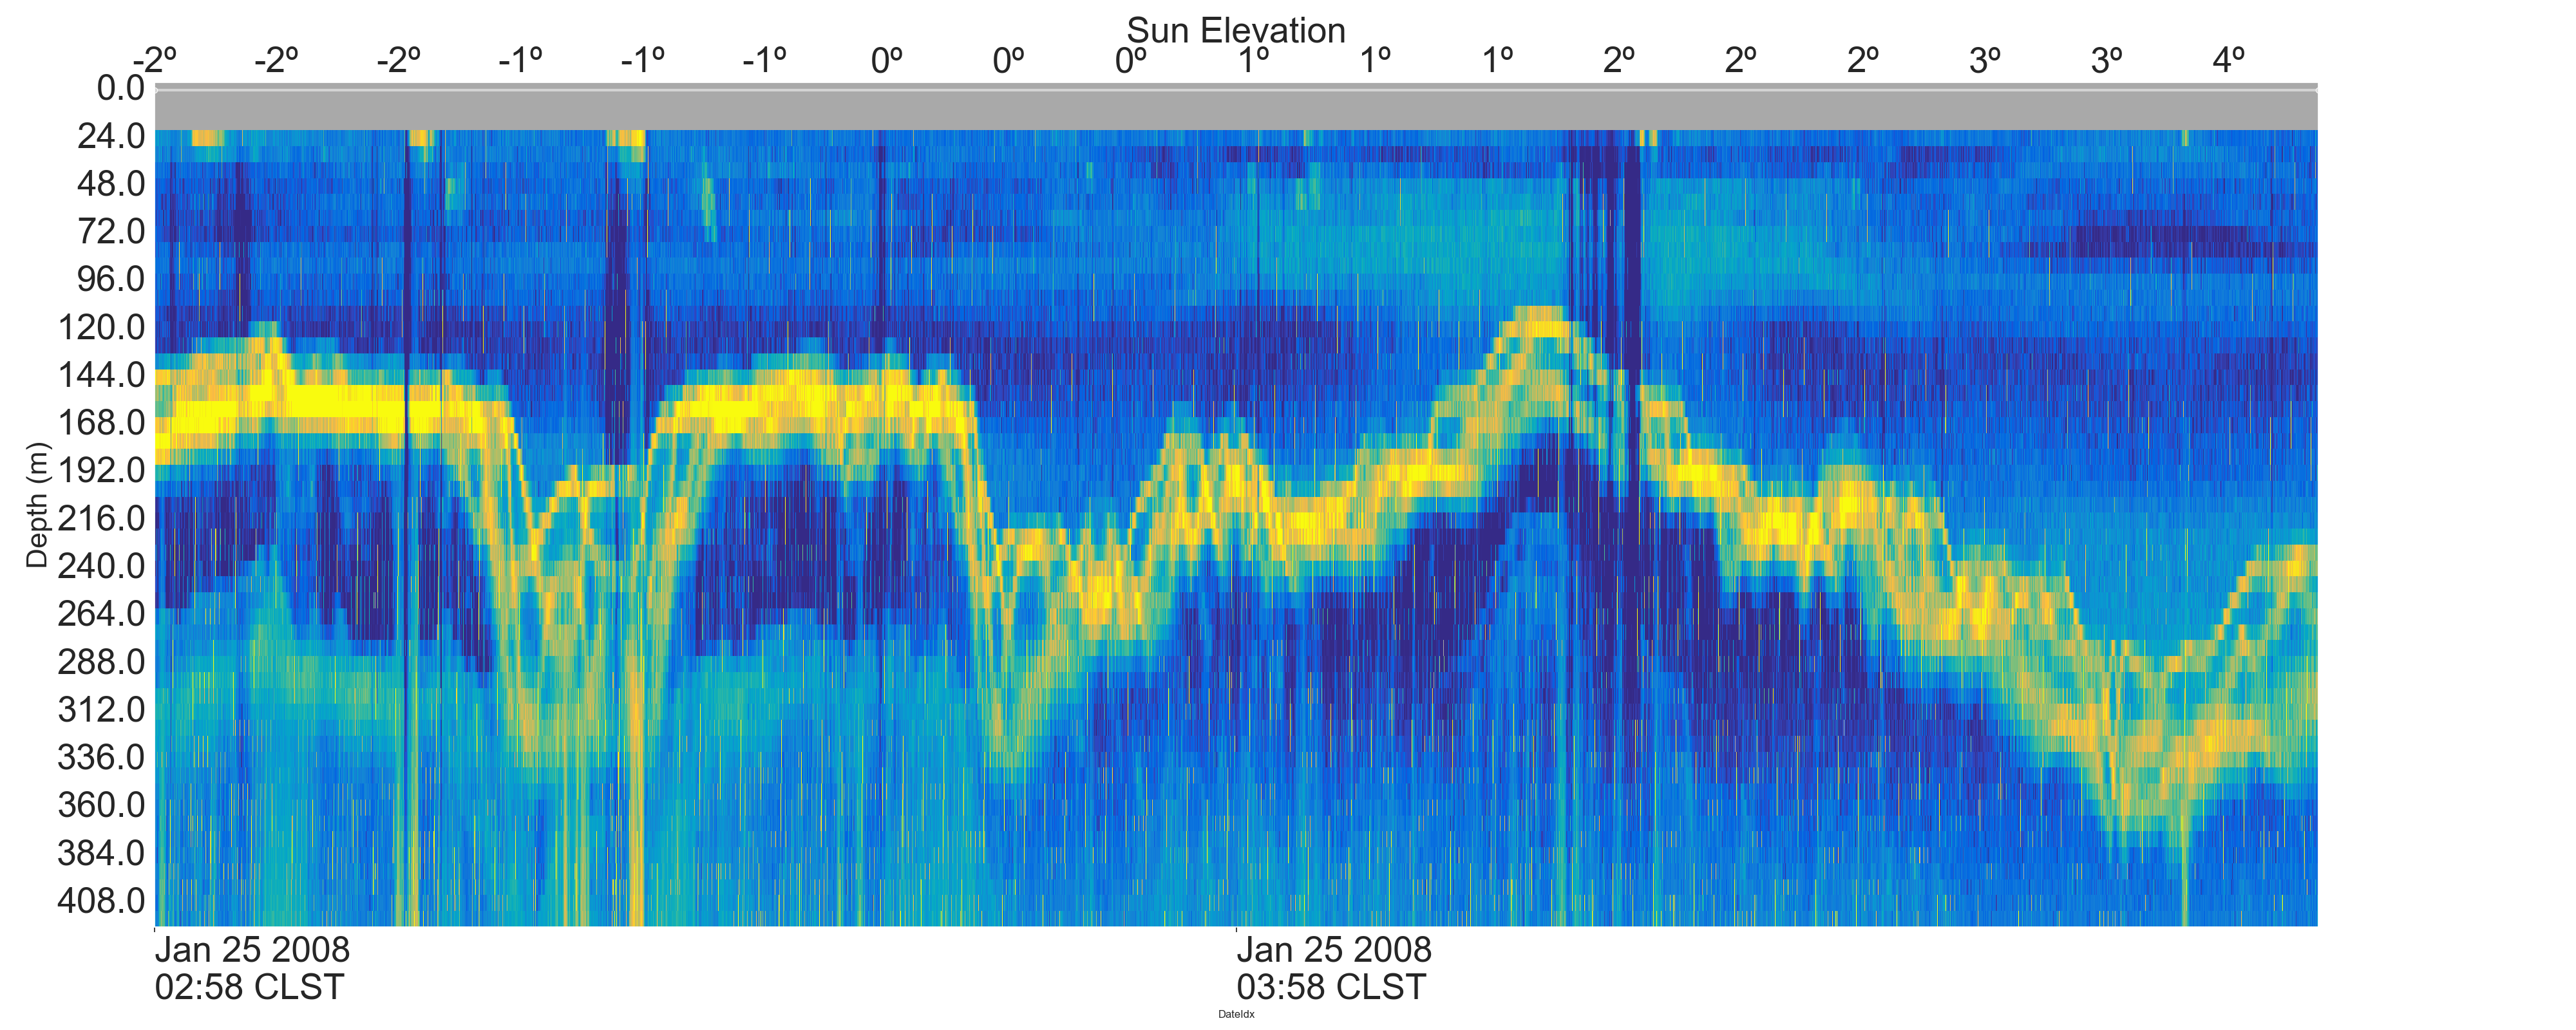 Sun Elevation
-2º -2º -2º -1º -1º -1º 0º 0º 0º 1º 1º 1º 2º 2º 2º 3º 3º 4º
0.0
24.0
48.0
72.0
96.0
120.0
144.0
168.0
192.0
216.0
240.0
264.0
288.0
312.0
336.0
360.0
384.0
408.0
Depth (m)
Jan 25 2008
02:58 CLST
Jan 25 2008
03:58 CLST
DateIdx